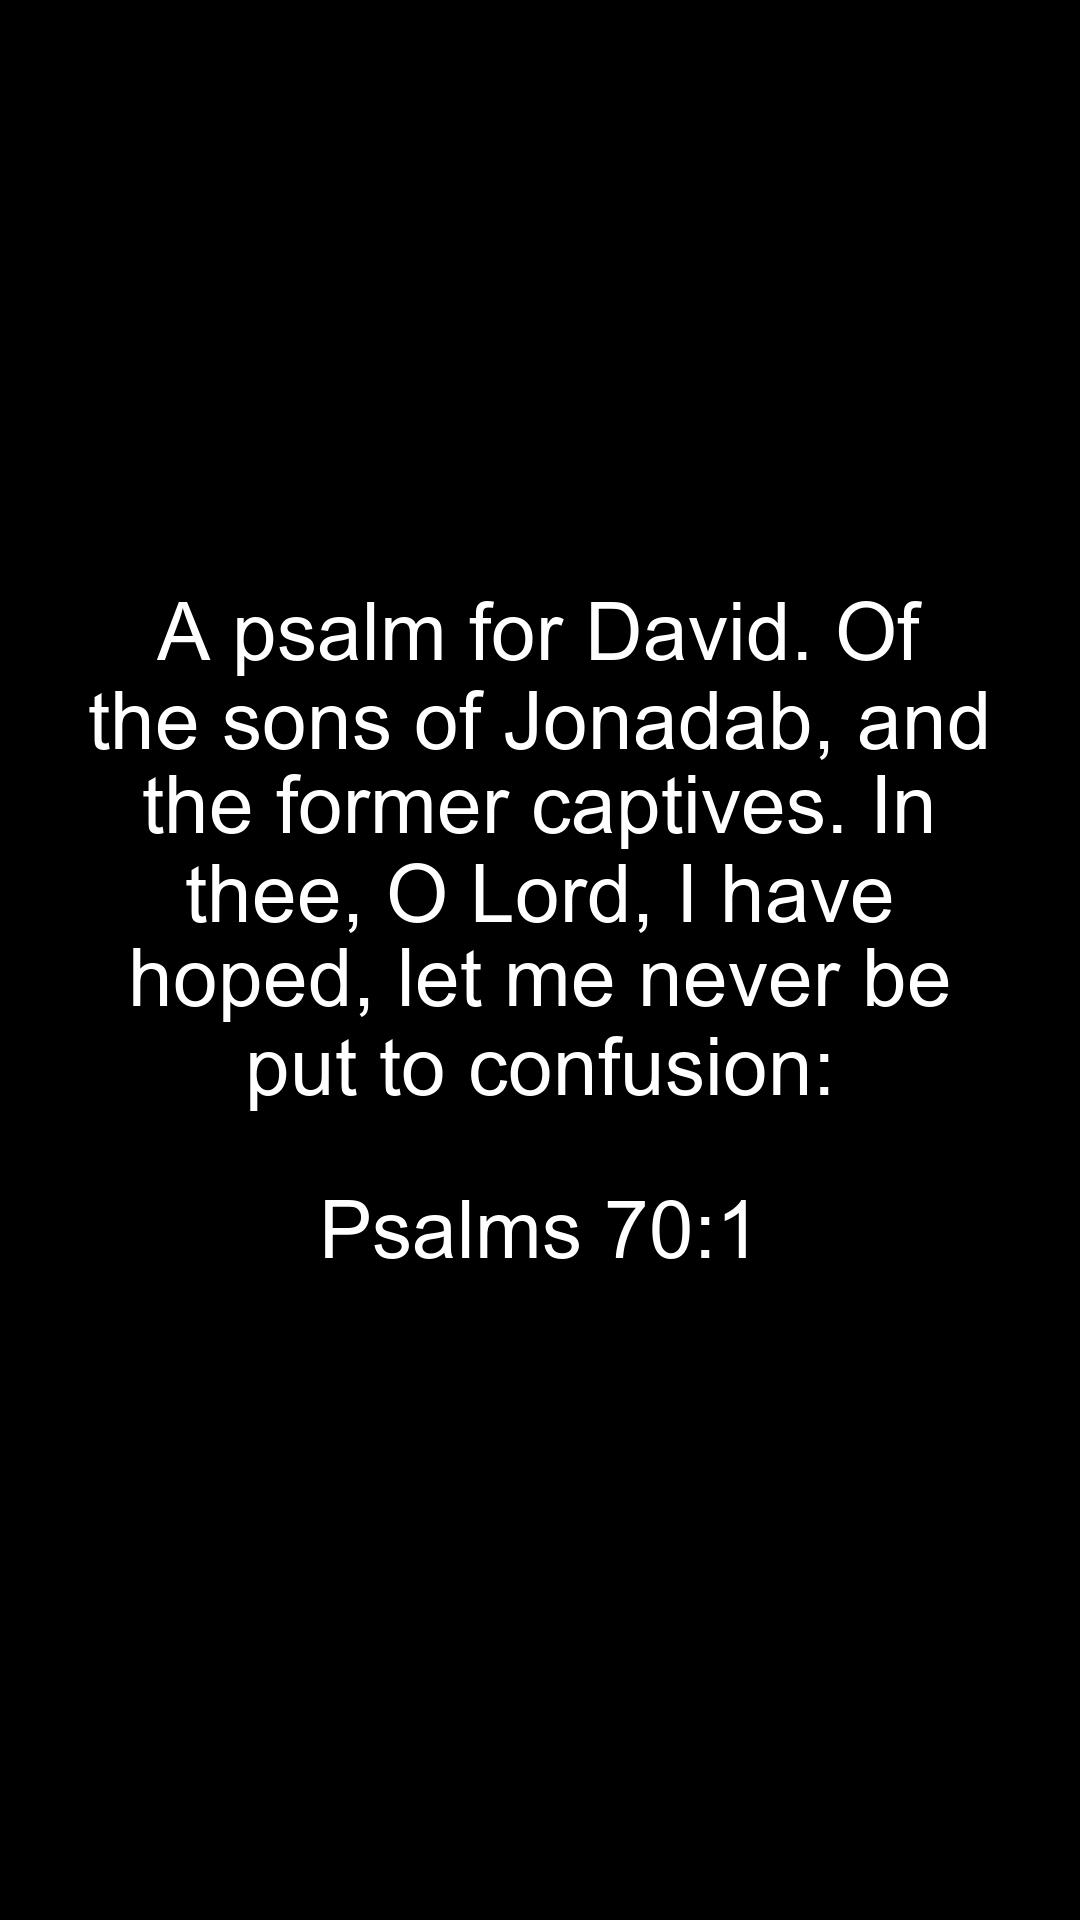 A psalm for David. Of
the sons of Jonadab, and
the former captives. In
thee, O Lord, I have
hoped, let me never be
put to confusion:
Psalms 70:1